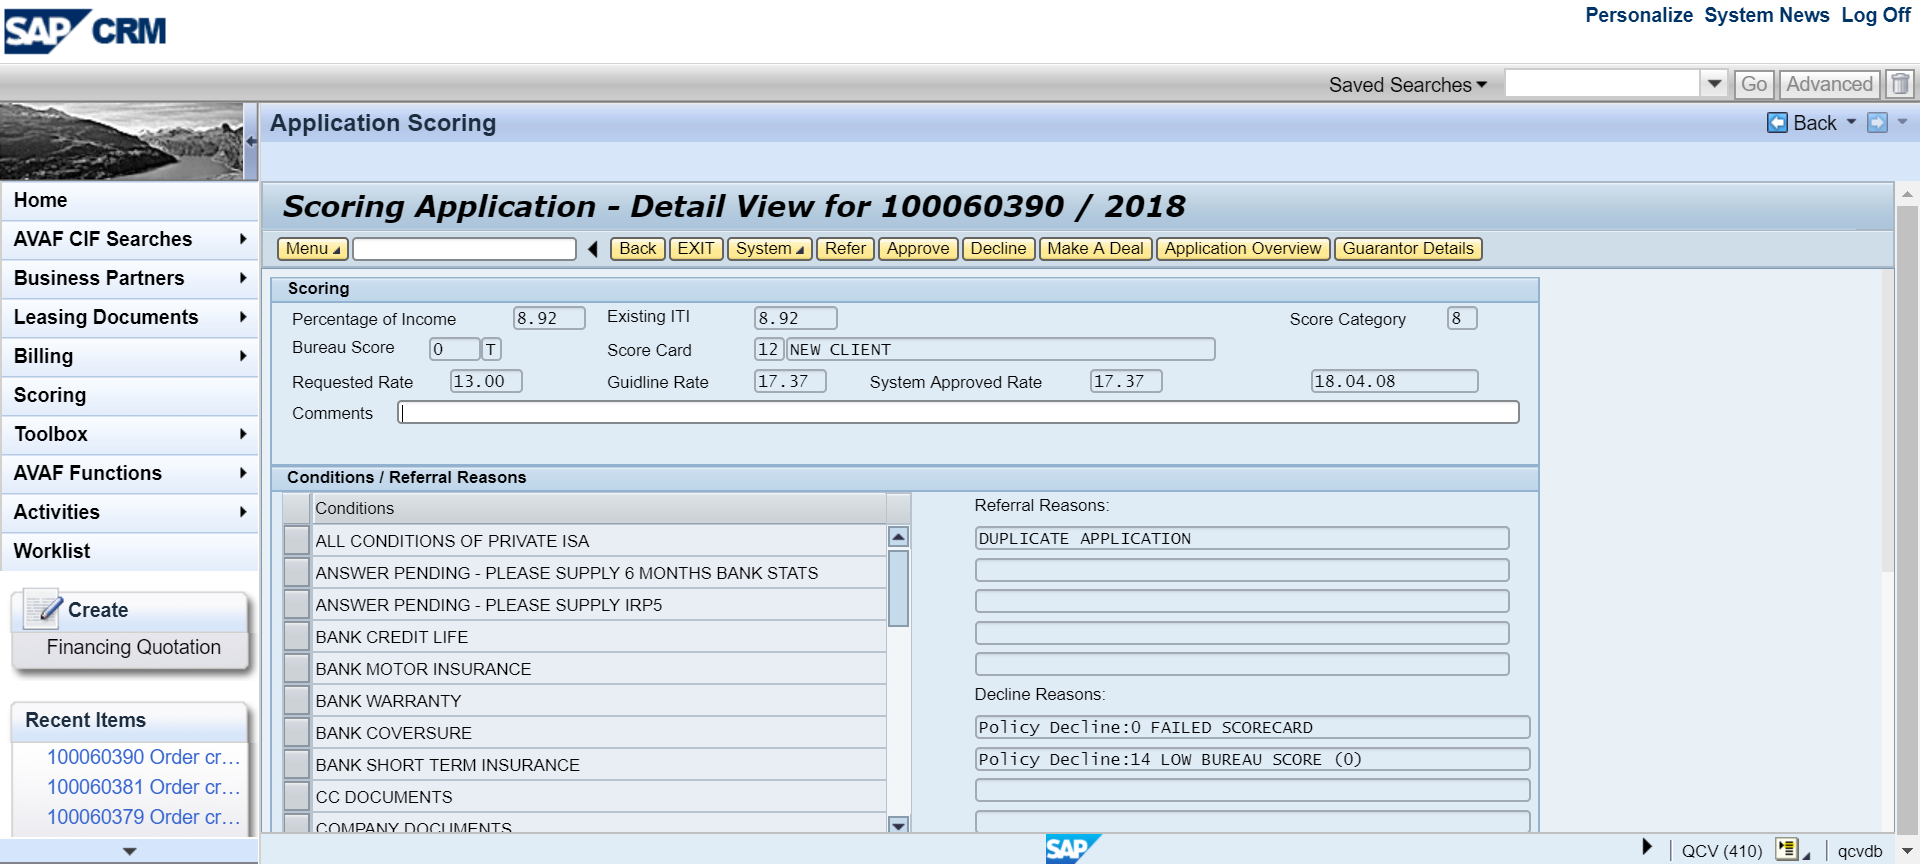 SAP CRM
Personalize System News Log Off
Saved Searches Go Advanced
Application Scoring
Back
Home
AVAF CIF Searches
Business Partners
Leasing Documents
Billing
Scoring
Toolbox
AVAF Functions
Activities
Worklist
Create
Financing Quotation
Recent Items
100060390 Order cr...
100060381 Order cr...
100060379 Order cr...
Scoring Application - Detail View for 100060390 / 2018
Menu Back EXIT System Refer Approve Decline Make A Deal Application Overview Guarantor Details
Scoring
Percentage of Income 8.92 Existing ITI 8.92 Score Category 8
Bureau Score 0 T Score Card 12 NEW CLIENT
Requested Rate 13.00 Guidline Rate 17.37 System Approved Rate 17.37 18.04.08
Comments
Conditions / Referral Reasons
Conditions
ALL CONDITIONS OF PRIVATE ISA
ANSWER PENDING - PLEASE SUPPLY 6 MONTHS BANK STATS
ANSWER PENDING - PLEASE SUPPLY IRP5
BANK CREDIT LIFE
BANK MOTOR INSURANCE
BANK WARRANTY
BANK COVERSURE
BANK SHORT TERM INSURANCE
CC DOCUMENTS
COMPANY DOCUMENTS
Referral Reasons:
DUPLICATE APPLICATION
Decline Reasons:
Policy Decline:0 FAILED SCORECARD
Policy Decline:14 LOW BUREAU SCORE (0)
SAP
QCV (410) qcvdb